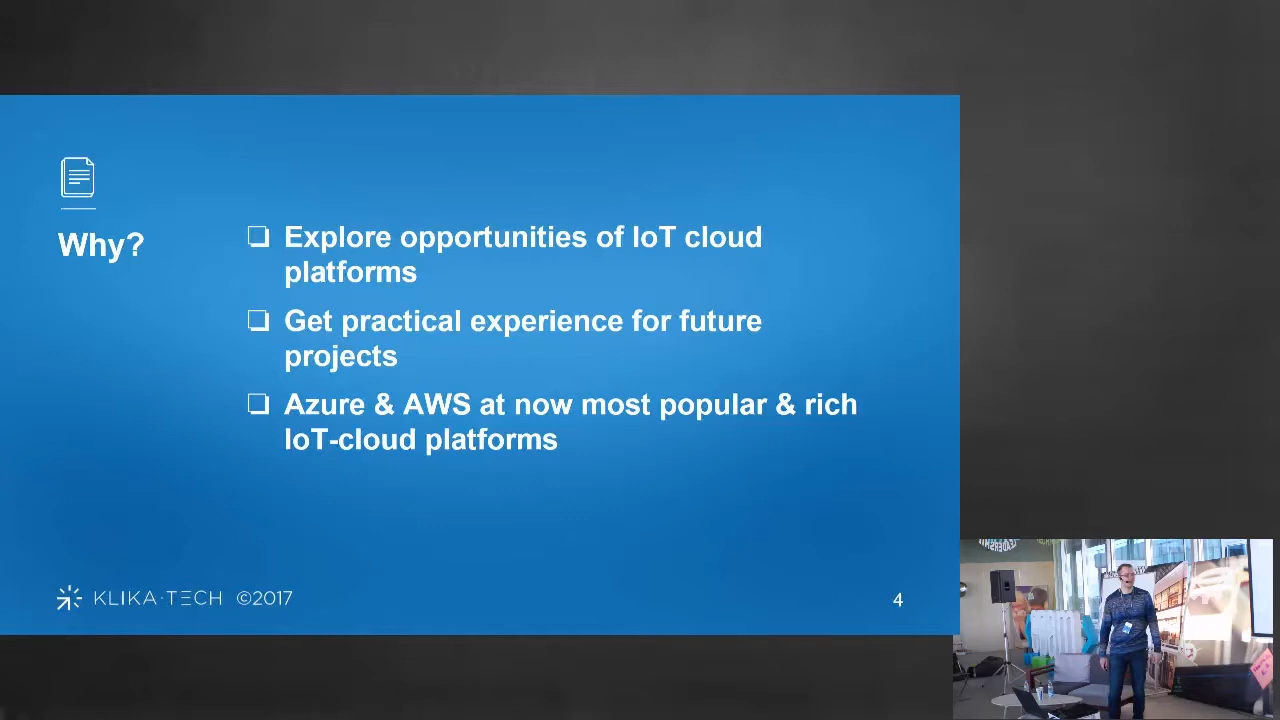 Why?
Explore opportunities of IoT cloud
platforms
Get practical experience for future
projects
Azure & AWS at now most popular & rich
IoT-cloud platforms
KLIKA·TECH ©2017
4